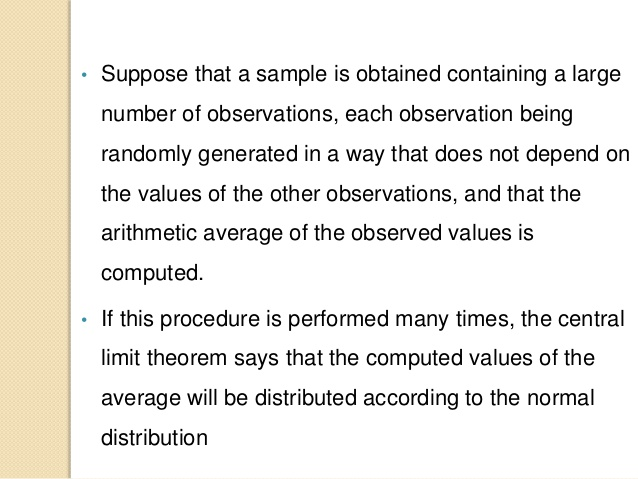 • Suppose that a sample is obtained containing a large
number of observations, each observation being
randomly generated in a way that does not depend on
the values of the other observations, and that the
arithmetic average of the observed values is
computed.
• If this procedure is performed many times, the central
limit theorem says that the computed values of the
average will be distributed according to the normal
distribution